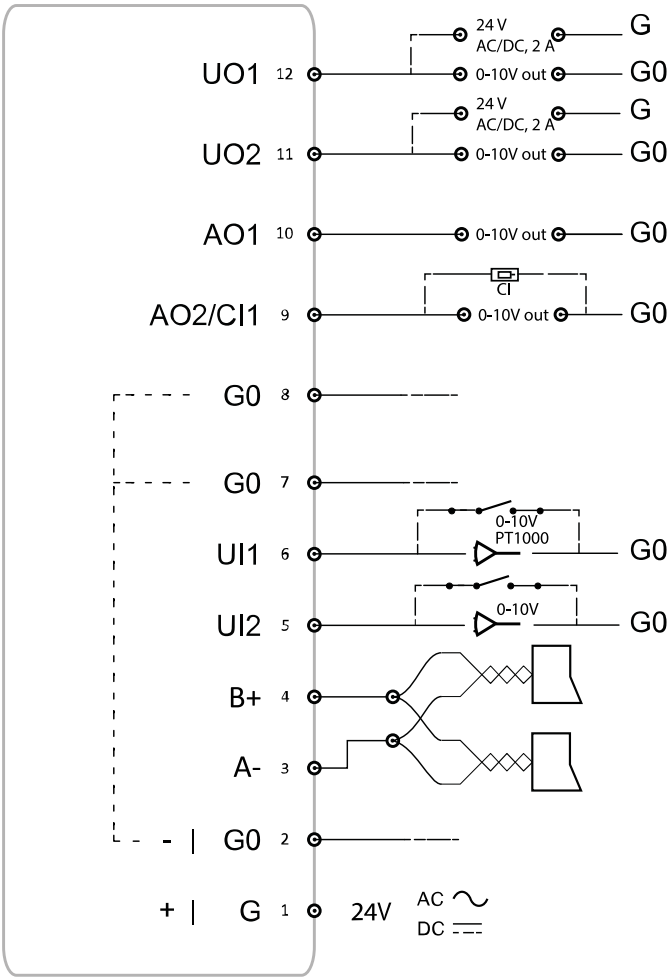 24 V G
AC/DC, 2 A
UO1 12 0-10V out G0
24 V G
AC/DC, 2 A
UO2 11 0-10V out G0
AO1 10 0-10V out G0
CI
AO2/CI1 9 0-10V out G0
G0 8
G0 7
0-10V
PT1000
UI1 6 G0
0-10V
UI2 5 G0
B+ 4
A- 3
- | G0 2
+ | G 1 24V AC
DC